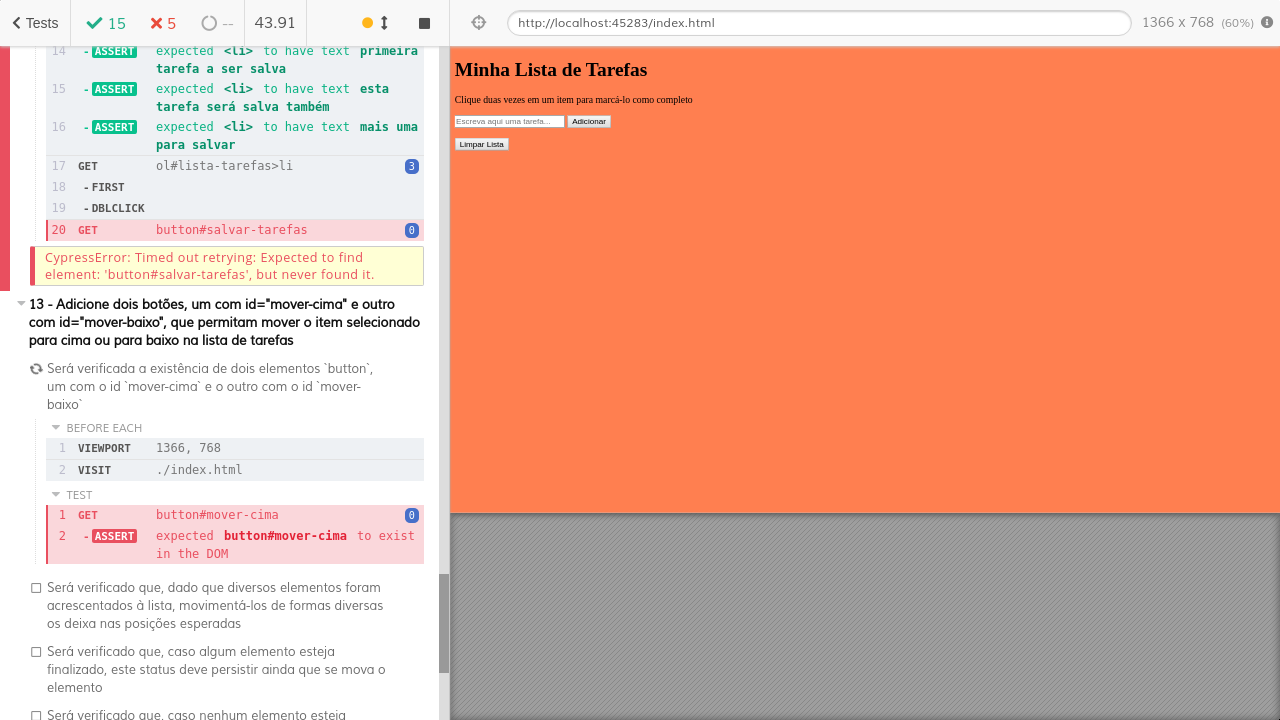 Tests 15 5 -- 43.91 http://localhost:45283/index.html 1366 x 768 (60%)
14 - ASSERT expected <li> to have text primeira
tarefa a ser salva
15 - ASSERT expected <li> to have text esta
tarefa será salva também
16 - ASSERT expected <li> to have text mais uma
para salvar
17 GET ol#lista-tarefas>li 3
18 - FIRST
19 - DBLCLICK
20 GET button#salvar-tarefas 0
CypressError: Timed out retrying: Expected to find
element: 'button#salvar-tarefas', but never found it.
13 - Adicione dois botões, um com id="mover-cima" e outro
com id="mover-baixo", que permitam mover o item selecionado
para cima ou para baixo na lista de tarefas
Será verificada a existência de dois elementos `button`,
um com o id `mover-cima` e o outro com o id `mover-
baixo`
BEFORE EACH
1 VIEWPORT 1366, 768
2 VISIT ./index.html
TEST
1 GET button#mover-cima 0
2 - ASSERT expected button#mover-cima to exist
in the DOM
Será verificado que, dado que diversos elementos foram
acrescentados à lista, movimentá-los de formas diversas
os deixa nas posições esperadas
Será verificado que, caso algum elemento esteja
finalizado, este status deve persistir ainda que se mova o
elemento
Será verificado que, caso nenhum elemento esteja
Minha Lista de Tarefas
Clique duas vezes em um item para marcá-lo como completo
Escreva aqui uma tarefa... Adicionar
Limpar Lista